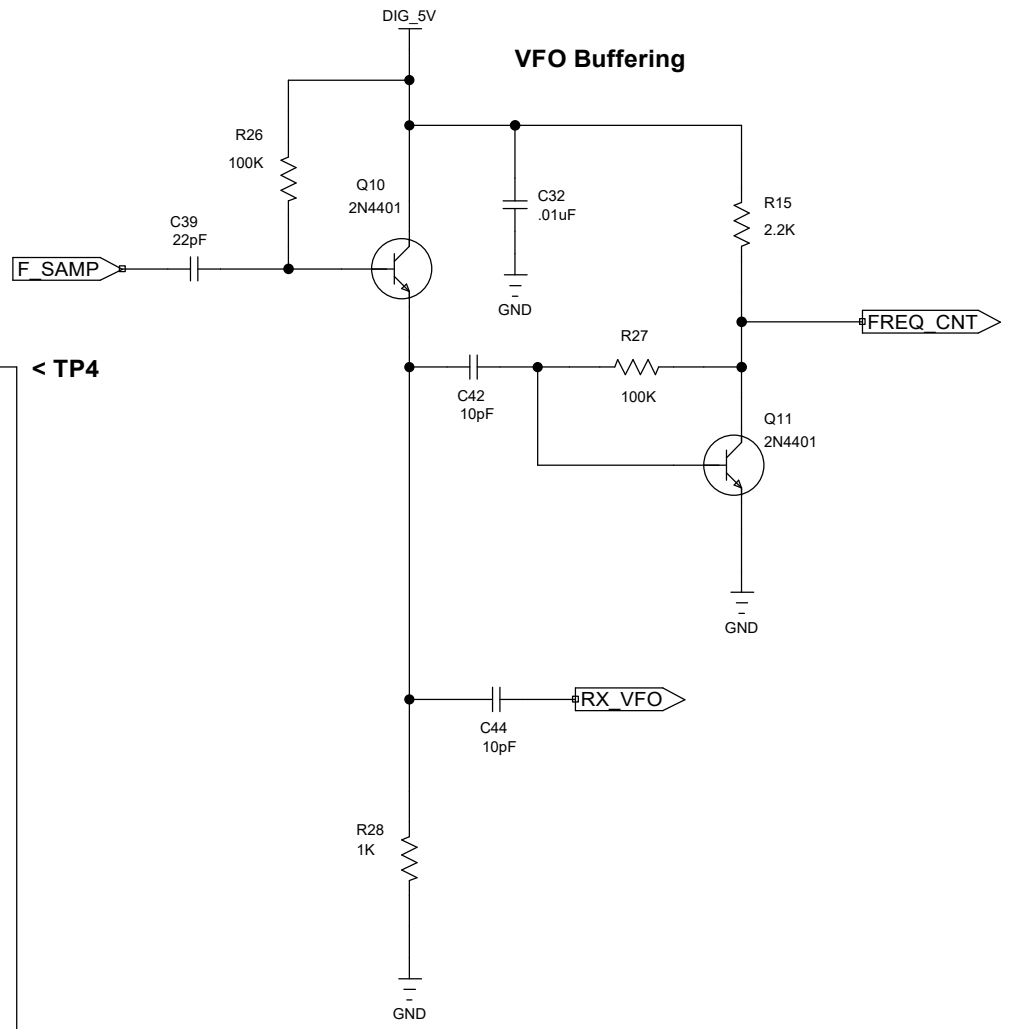 DIG_5V
VFO Buffering
R26
100K
Q10
2N4401
C32
.01uF
R15
2.2K
C39
22pF
F_SAMP
GND
FREQ_CNT
R27
100K
< TP4
C42
10pF
Q11
2N4401
GND
RX_VFO
C44
10pF
R28
1K
GND